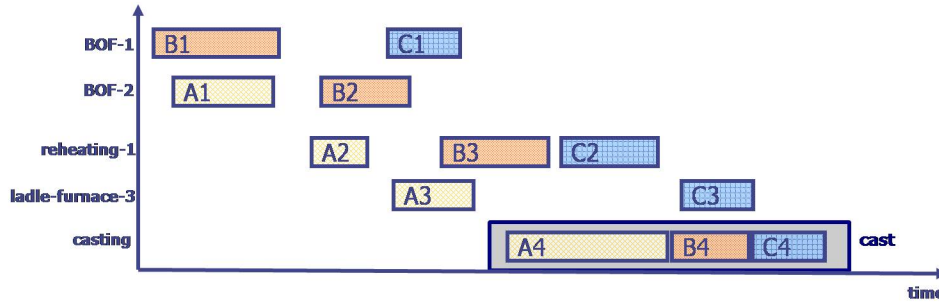 BOF-1 B1 C1
BOF-2 A1 B2
reheating-1 A2 B3 C2
ladle-furnace-3 A3 C3
casting A4 B4 C4 cast
time